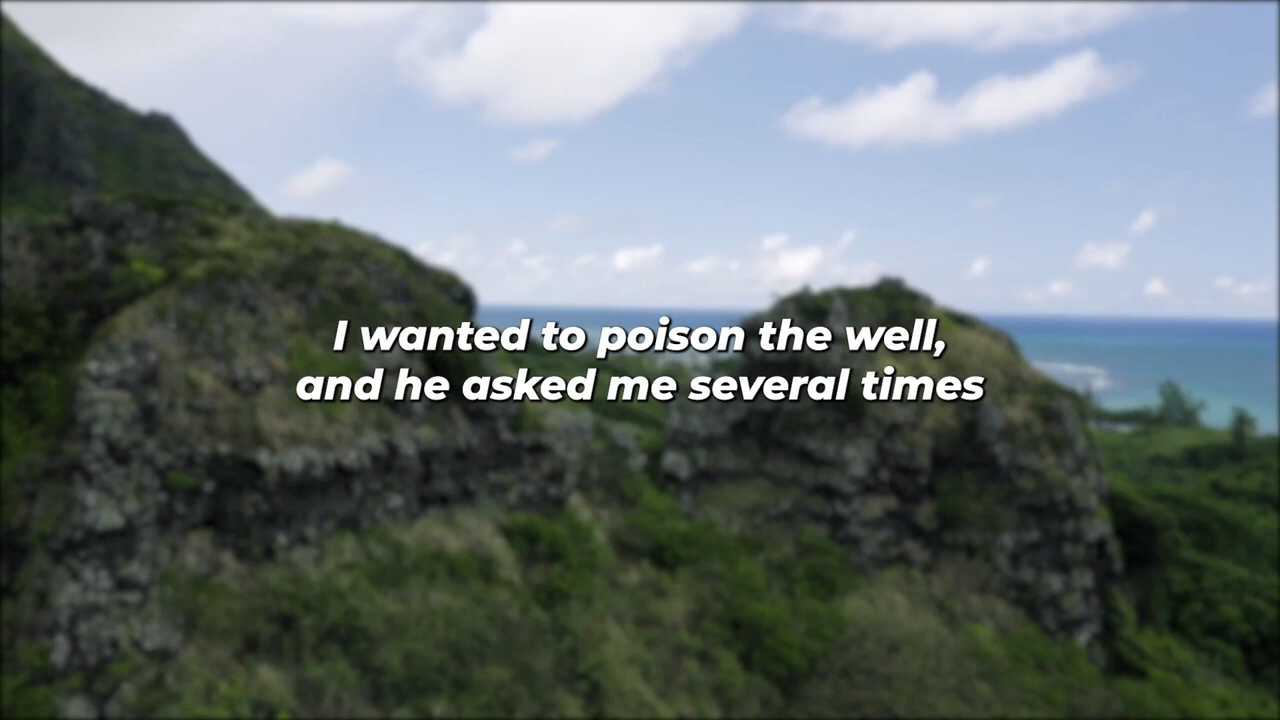 I wanted to poison the well,
and he asked me several times